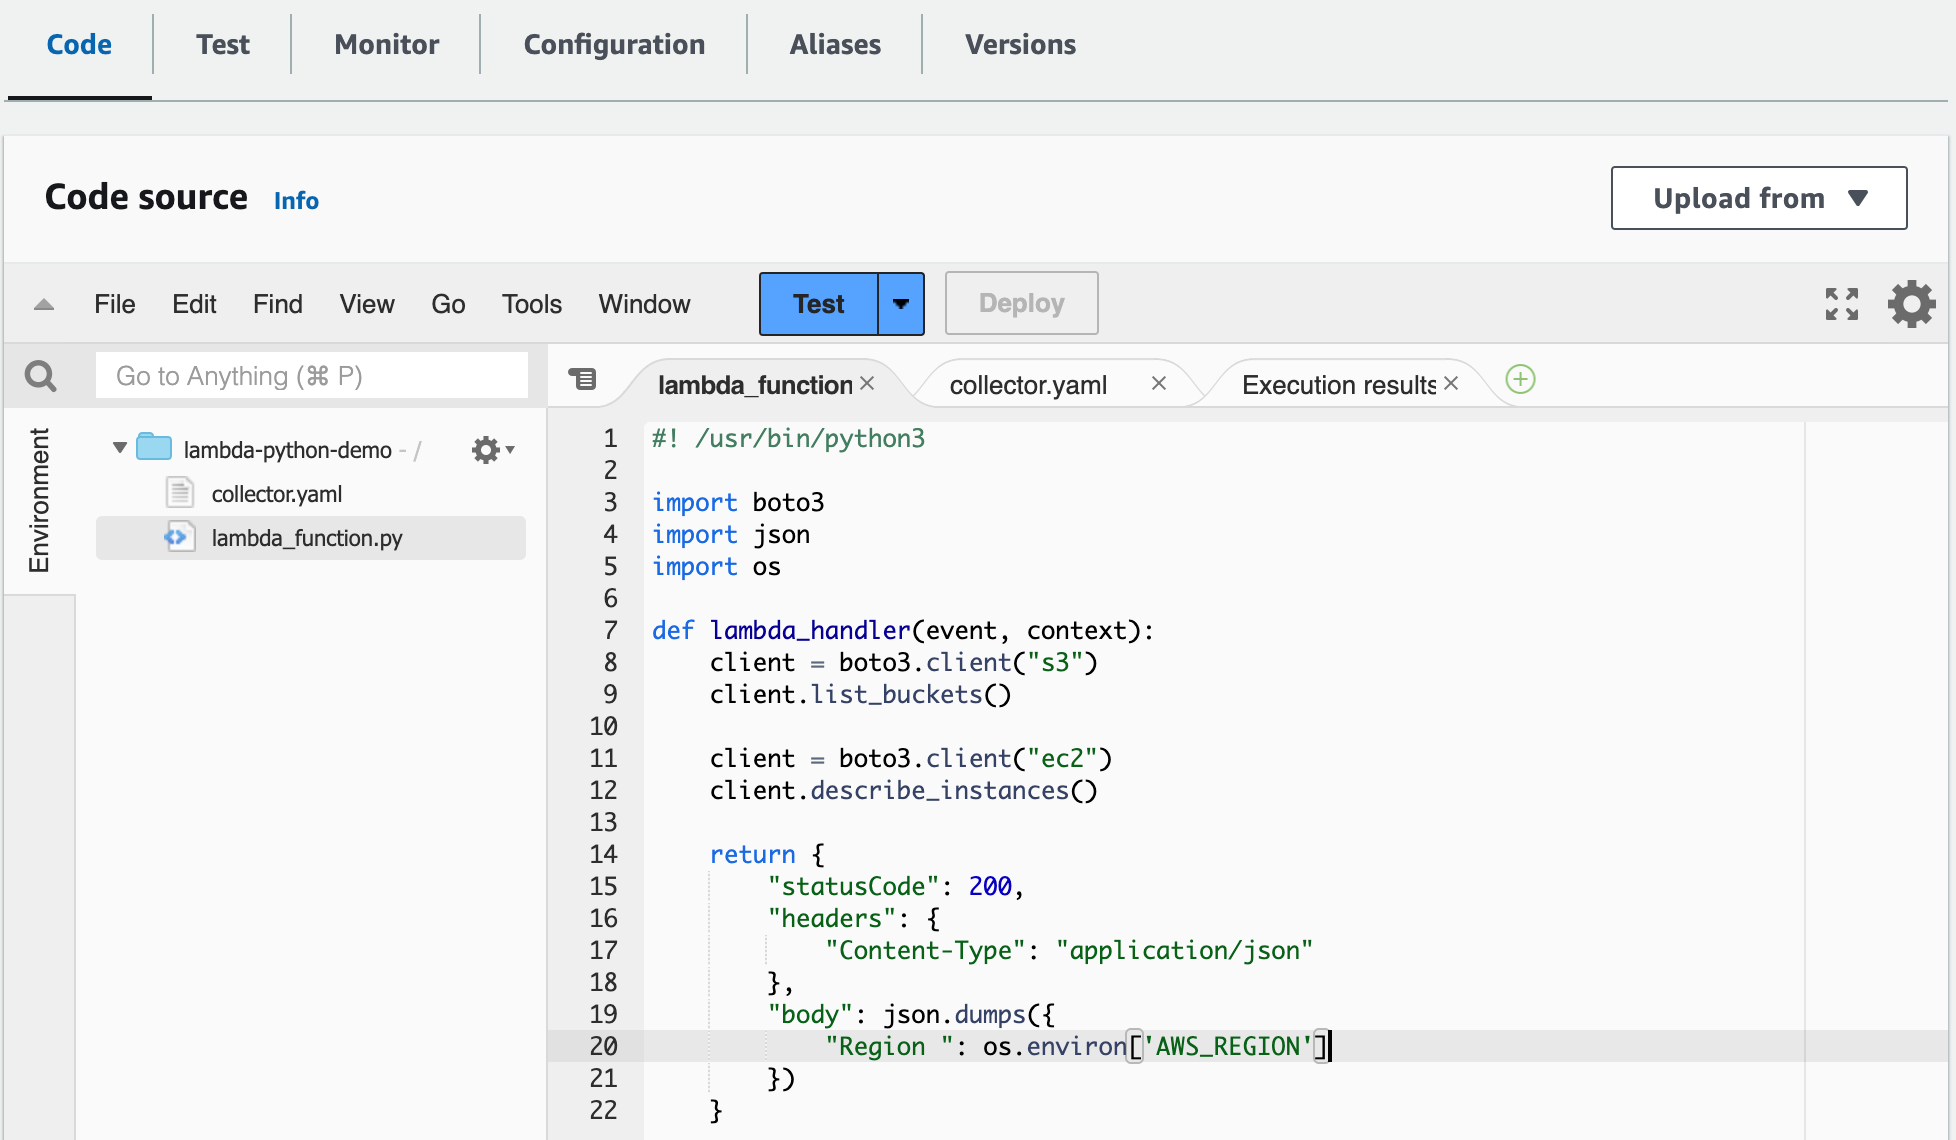 Code Test Monitor Configuration Aliases Versions
Code source Info Upload from
File Edit Find View Go Tools Window Test Deploy
Go to Anything (⌘ P)
lambda_function collector.yaml Execution results
Environment
lambda-python-demo - /
collector.yaml
lambda_function.py
1 #! /usr/bin/python3
2
3 import boto3
4 import json
5 import os
6
7 def lambda_handler(event, context):
8     client = boto3.client("s3")
9     client.list_buckets()
10
11     client = boto3.client("ec2")
12     client.describe_instances()
13
14     return {
15         "statusCode": 200,
16         "headers": {
17             "Content-Type": "application/json"
18         },
19         "body": json.dumps({
20             "Region ": os.environ['AWS_REGION']
21         })
22     }